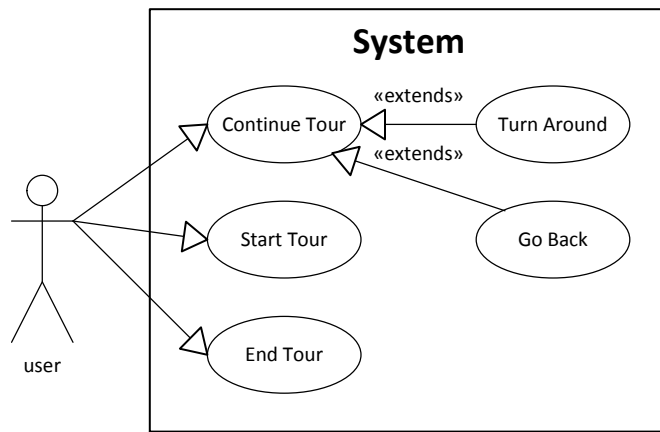 System
«extends»
Continue Tour
Turn Around
«extends»
Start Tour
Go Back
End Tour
user